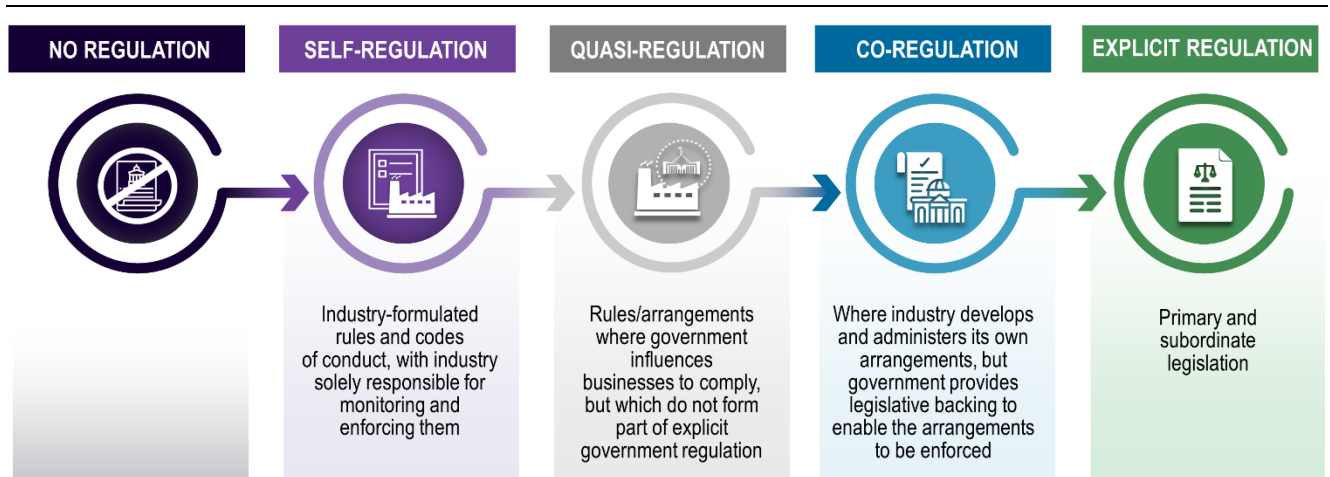 NO REGULATION
SELF-REGULATION
QUASI-REGULATION
CO-REGULATION
EXPLICIT REGULATION
Industry-formulated
rules and codes
of conduct, with industry
solely responsible for
monitoring and
enforcing them
Rules/arrangements
where government
influences
businesses to comply,
but which do not form
part of explicit
government regulation
Where industry develops
and administers its own
arrangements, but
government provides
legislative backing to
enable the arrangements
to be enforced
Primary and
subordinate
legislation